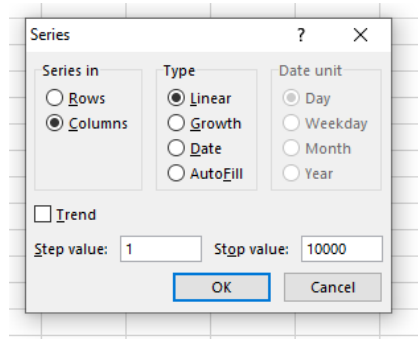 Series ?
Series in Type Date unit
Rows Linear Day
Columns Growth Weekday
Date Month
AutoFill Year
Trend
Step value: 1 Stop value: 10000
OK Cancel